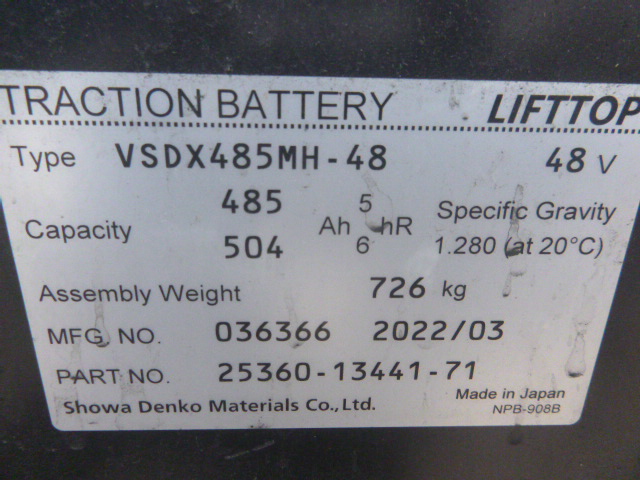 TRACTION BATTERY LIFTTOP
Type VSDX485MH-48 48 V
Capacity 485 Ah 5 hR Specific Gravity
504 6 1.280 (at 20°C)
Assembly Weight 726 kg
MFG. NO. 036366 2022/03
PART NO. 25360-13441-71
Showa Denko Materials Co.,Ltd. Made in Japan
NPB-908B